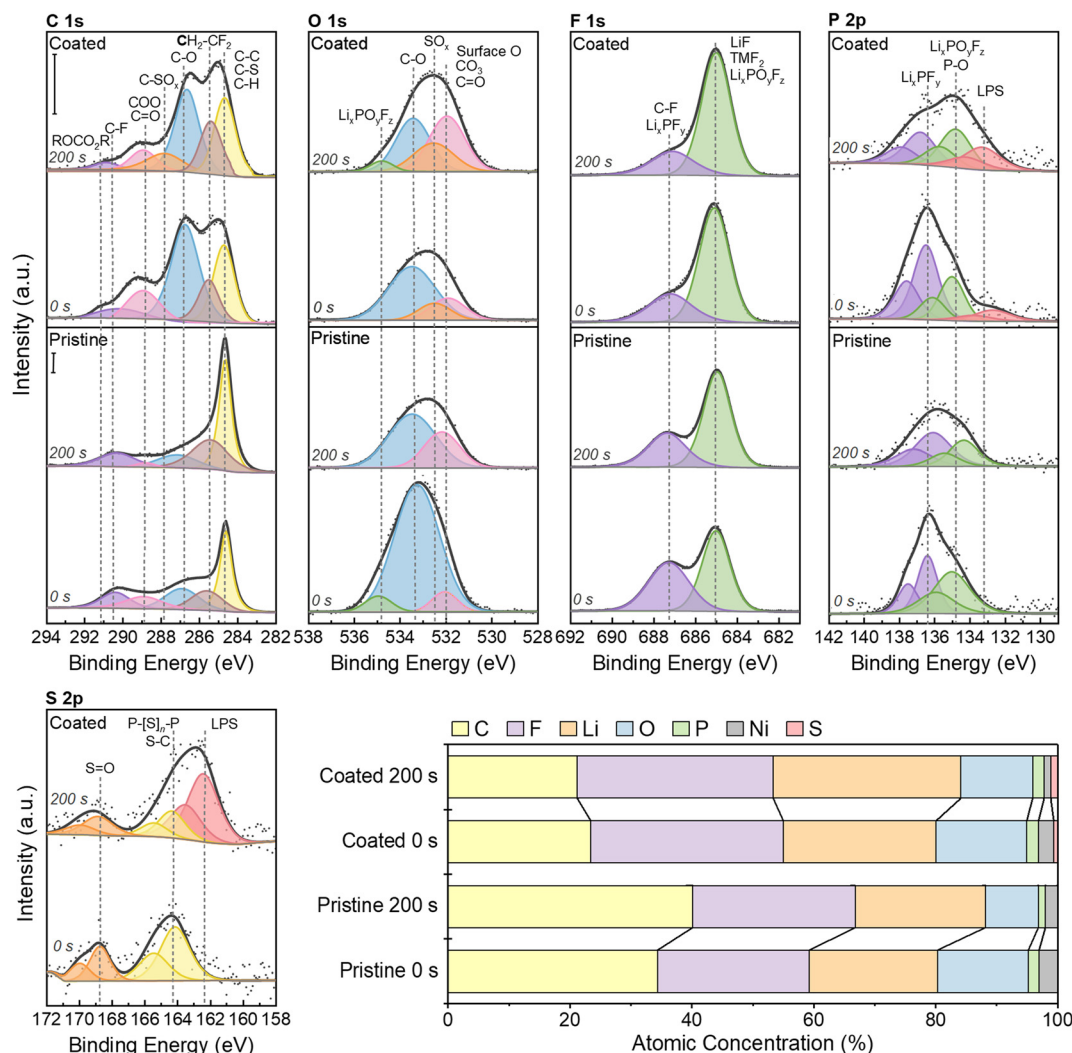 C 1s
O 1s
F 1s
P 2p
Coated
CH₂-CF₂
C-O
C-SOₓ
COO
C=O
C-F
ROCO₂R
C-C
C-S
C-H
200 s
0 s
Pristine
200 s
0 s
294 292 290 288 286 284 282
Binding Energy (eV)
Intensity (a.u.)
Coated
SOₓ
C-O
Surface O
CO₃
C=O
LiₓPOᵧF_z
200 s
0 s
Pristine
200 s
0 s
538 536 534 532 530 528
Binding Energy (eV)
Coated
LiF
TMF₂
LiₓPOᵧF_z
C-F
LiₓPFᵧ
200 s
0 s
Pristine
200 s
0 s
692 690 688 686 684 682
Binding Energy (eV)
Coated
LiₓPOᵧF_z
P-O
LiₓPFᵧ
LPS
200 s
0 s
Pristine
200 s
0 s
142 140 138 136 134 132 130
Binding Energy (eV)
S 2p
Coated
P-[S]ₙ-P
S-C
LPS
S=O
200 s
0 s
172 170 168 166 164 162 160 158
Binding Energy (eV)
Intensity (a.u.)
C F Li O P Ni S
Coated 200 s
Coated 0 s
Pristine 200 s
Pristine 0 s
0 20 40 60 80 100
Atomic Concentration (%)